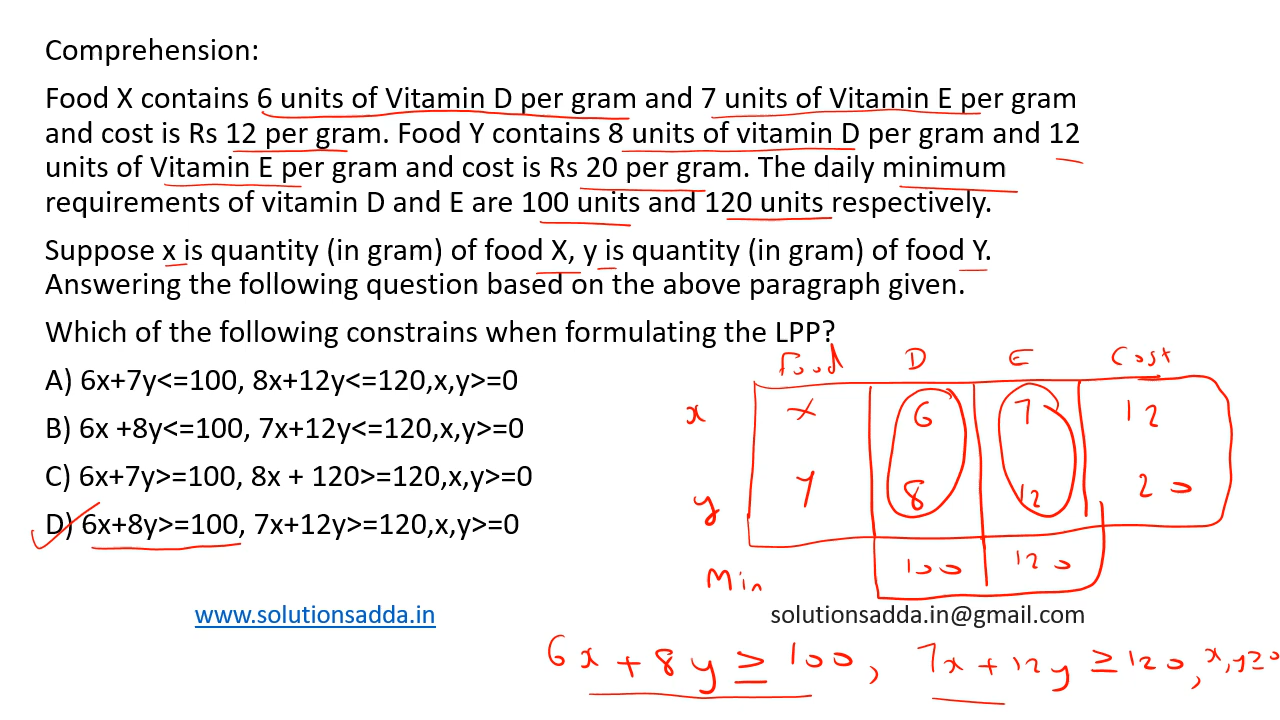 Comprehension:
Food X contains 6 units of Vitamin D per gram and 7 units of Vitamin E per gram
and cost is Rs 12 per gram. Food Y contains 8 units of vitamin D per gram and 12
units of Vitamin E per gram and cost is Rs 20 per gram. The daily minimum
requirements of vitamin D and E are 100 units and 120 units respectively.
Suppose x is quantity (in gram) of food X, y is quantity (in gram) of food Y.
Answering the following question based on the above paragraph given.
Which of the following constrains when formulating the LPP?
A) 6x+7y<=100, 8x+12y<=120,x,y>=0
B) 6x +8y<=100, 7x+12y<=120,x,y>=0
C) 6x+7y>=100, 8x + 120>=120,x,y>=0
D) 6x+8y>=100, 7x+12y>=120,x,y>=0
Food D E Cost
x X 6 7 12
y Y 8 12 20
Min 100 120
www.solutionsadda.in solutionsadda.in@gmail.com
6x + 8y ≥ 100, 7x + 12y ≥ 120, x, y ≥ 0